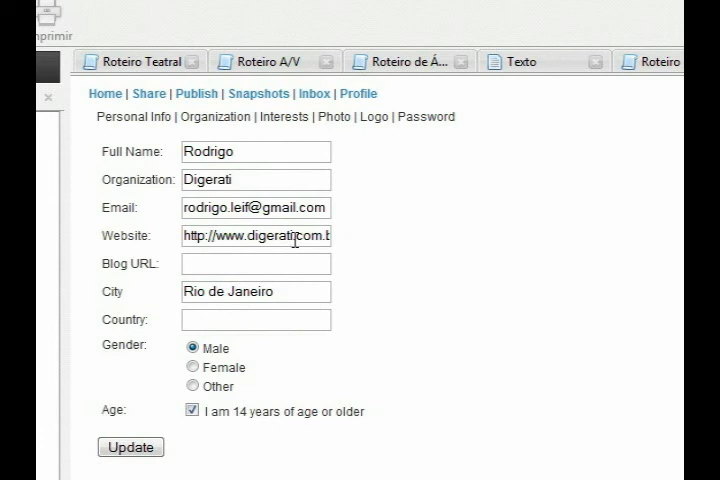 primir
Roteiro Teatral Roteiro A/V Roteiro de Á... Texto Roteiro
Home | Share | Publish | Snapshots | Inbox | Profile
Personal Info | Organization | Interests | Photo | Logo | Password
Full Name: Rodrigo
Organization: Digerati
Email: rodrigo.leif@gmail.com
Website: http://www.digerati.com.b
Blog URL:
City Rio de Janeiro
Country:
Gender: Male
Female
Other
Age: I am 14 years of age or older
Update